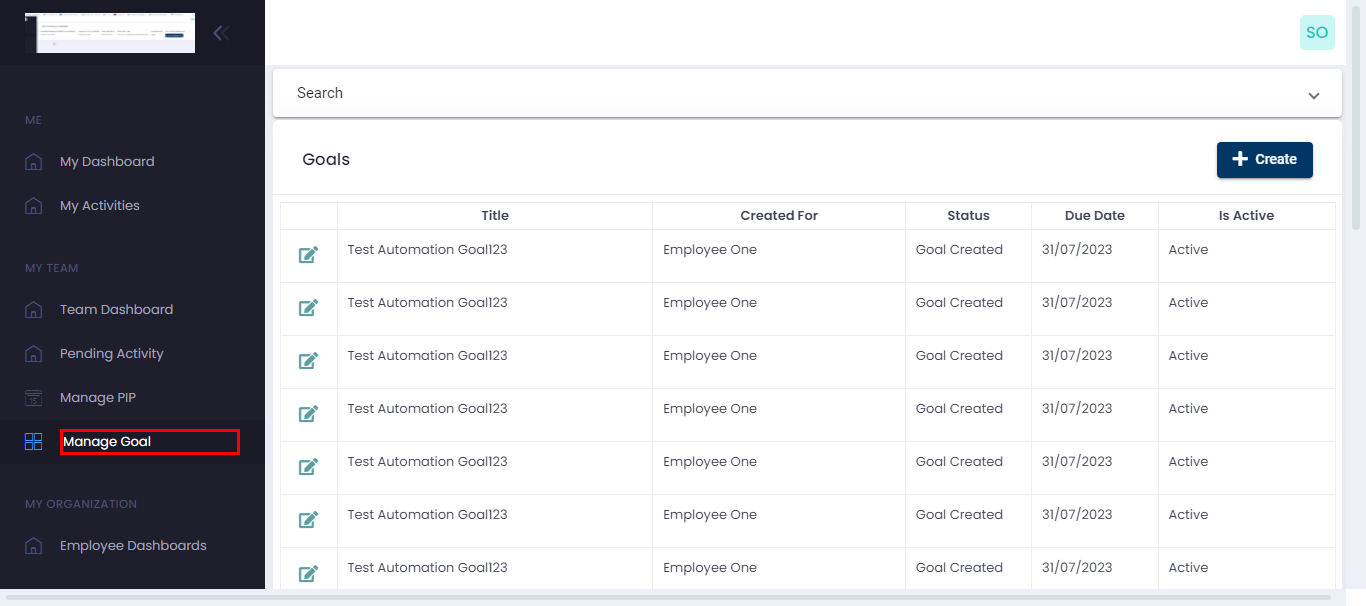 SO
ME
My Dashboard
My Activities
MY TEAM
Team Dashboard
Pending Activity
15
Manage PIP
Manage Goal
MY ORGANIZATION
Employee Dashboards
Search
Goals
Create
Title Created For Status Due Date Is Active
Test Automation Goal123 Employee One Goal Created 31/07/2023 Active
Test Automation Goal123 Employee One Goal Created 31/07/2023 Active
Test Automation Goal123 Employee One Goal Created 31/07/2023 Active
Test Automation Goal123 Employee One Goal Created 31/07/2023 Active
Test Automation Goal123 Employee One Goal Created 31/07/2023 Active
Test Automation Goal123 Employee One Goal Created 31/07/2023 Active
Test Automation Goal123 Employee One Goal Created 31/07/2023 Active